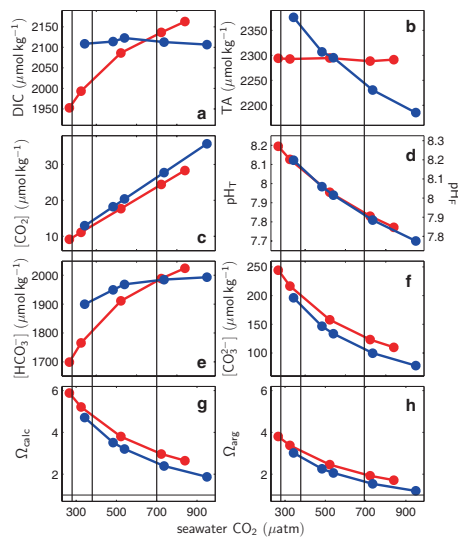 DIC (μmol kg⁻¹)
2150
2100
2050
2000
1950
a
TA (μmol kg⁻¹)
2350
2300
2250
2200
b
[CO₂] (μmol kg⁻¹)
30
20
10
c
pH_T
8.2
8.1
8
7.9
7.8
7.7
d
8.3
8.2
8.1
8
7.9
7.8
pH_F
[HCO₃⁻] (μmol kg⁻¹)
2000
1900
1800
1700
e
[CO₃²⁻] (μmol kg⁻¹)
250
200
150
100
f
Ω_calc
6
4
2
g
300 500 700 900
Ω_arg
6
4
2
h
300 500 700 900
seawater CO₂ (μatm)